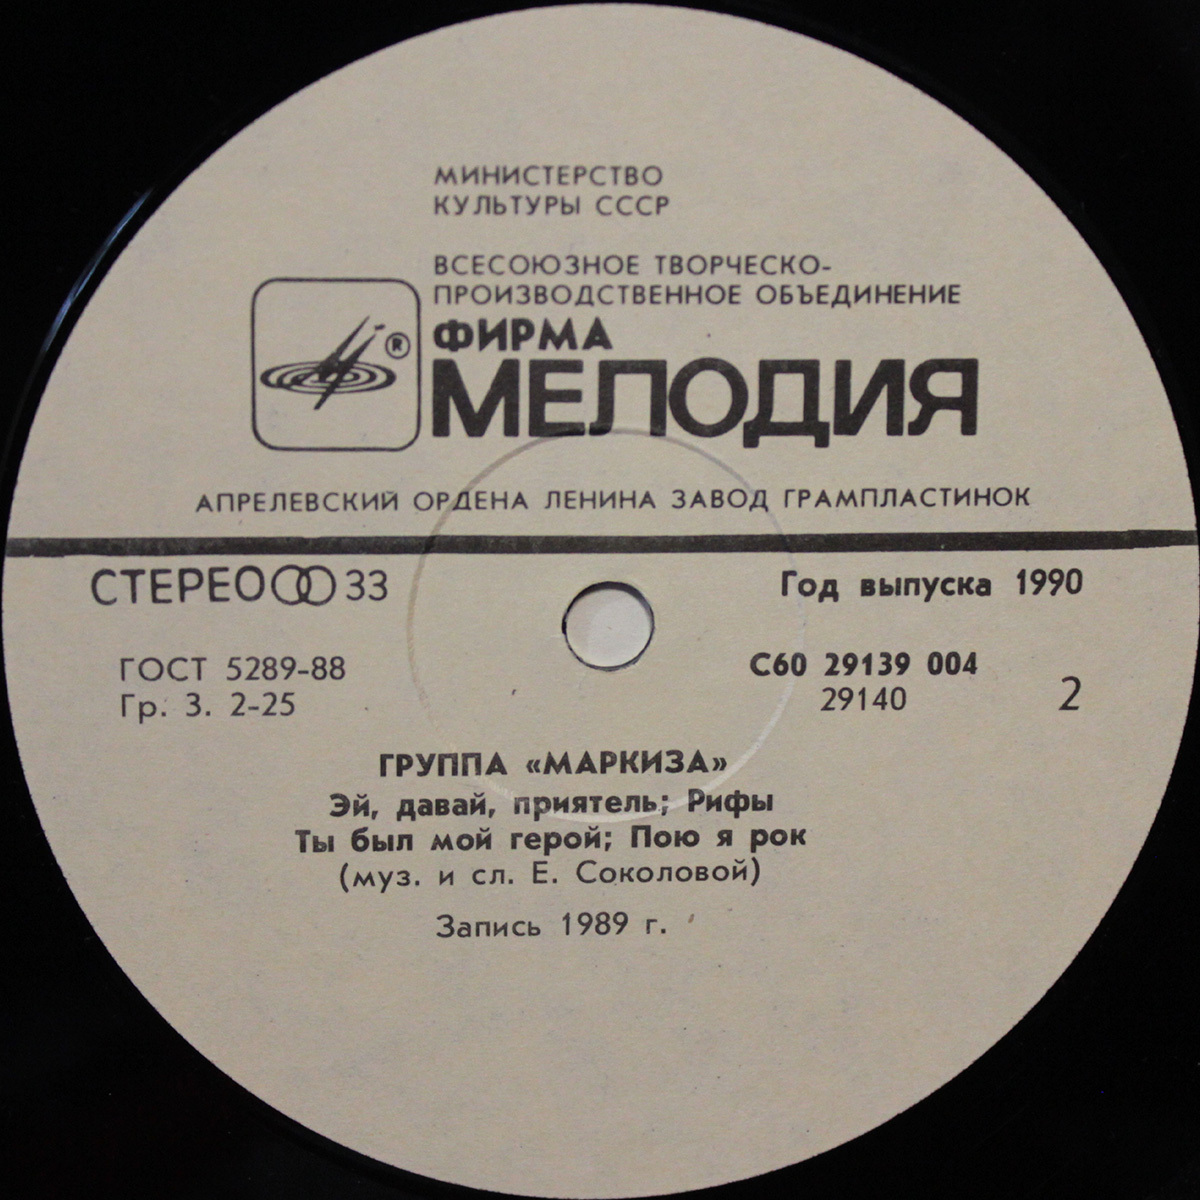 МИНИСТЕРСТВО
КУЛЬТУРЫ СССР
ВСЕСОЮЗНОЕ ТВОРЧЕСКО-
ПРОИЗВОДСТВЕННОЕ ОБЪЕДИНЕНИЕ
®
ФИРМА
МЕЛОДИЯ
АПРЕЛЕВСКИЙ ОРДЕНА ЛЕНИНА ЗАВОД ГРАМПЛАСТИНОК
СТЕРЕО 33
Год выпуска 1990
ГОСТ 5289-88
Гр. 3. 2-25
С60 29139 004
29140
2
ГРУППА «МАРКИЗА»
Эй, давай, приятель; Рифы
Ты был мой герой; Пою я рок
(муз. и сл. Е. Соколовой)
Запись 1989 г.